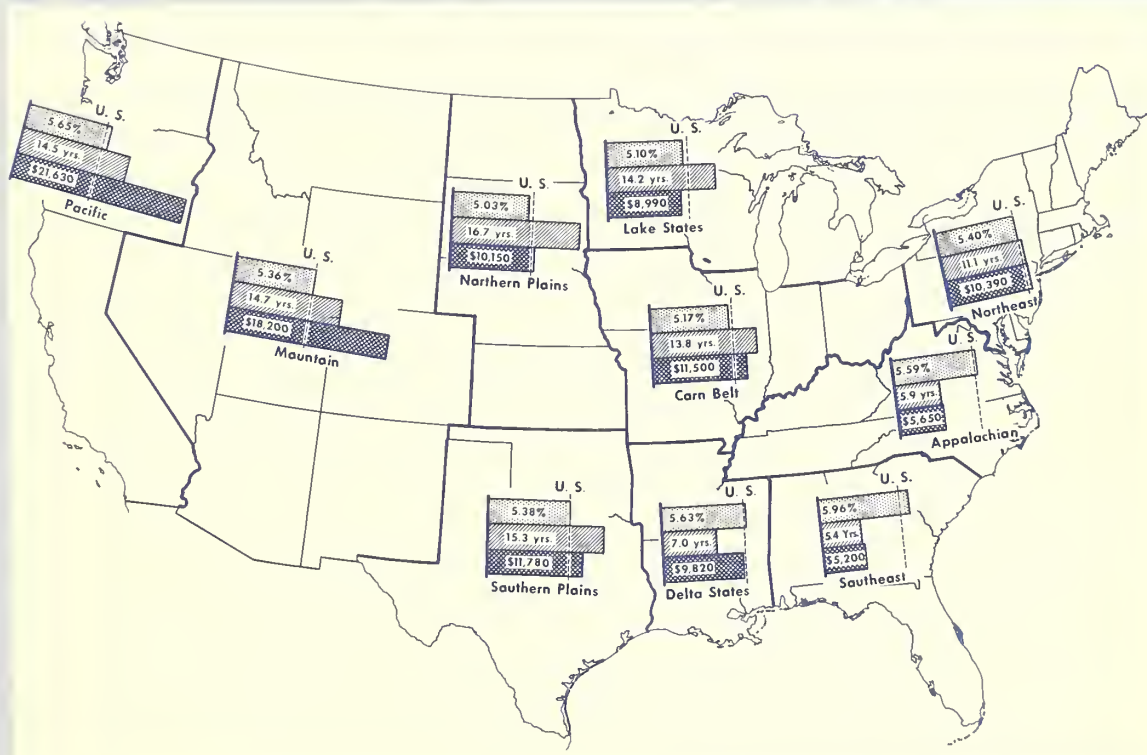 U. S.
5.65%
14.5 yrs.
$21,630
Pacific
U. S.
5.36%
14.7 yrs.
$18,200
Mountain
U. S.
5.03%
16.7 yrs.
$10,150
Northern Plains
U. S.
5.10%
14.2 yrs.
$8,990
Lake States
U. S.
5.17%
13.8 yrs.
$11,500
Carn Belt
U. S.
5.40%
11.1 yrs.
$10,390
Northeast
U. S.
5.59%
5.9 yrs.
$5,650
Appalachian
U. S.
5.38%
15.3 yrs.
$11,780
Southern Plains
U. S.
5.63%
7.0 yrs.
$9,820
Delta States
U. S.
5.96%
5.4 Yrs.
$5,200
Southeast